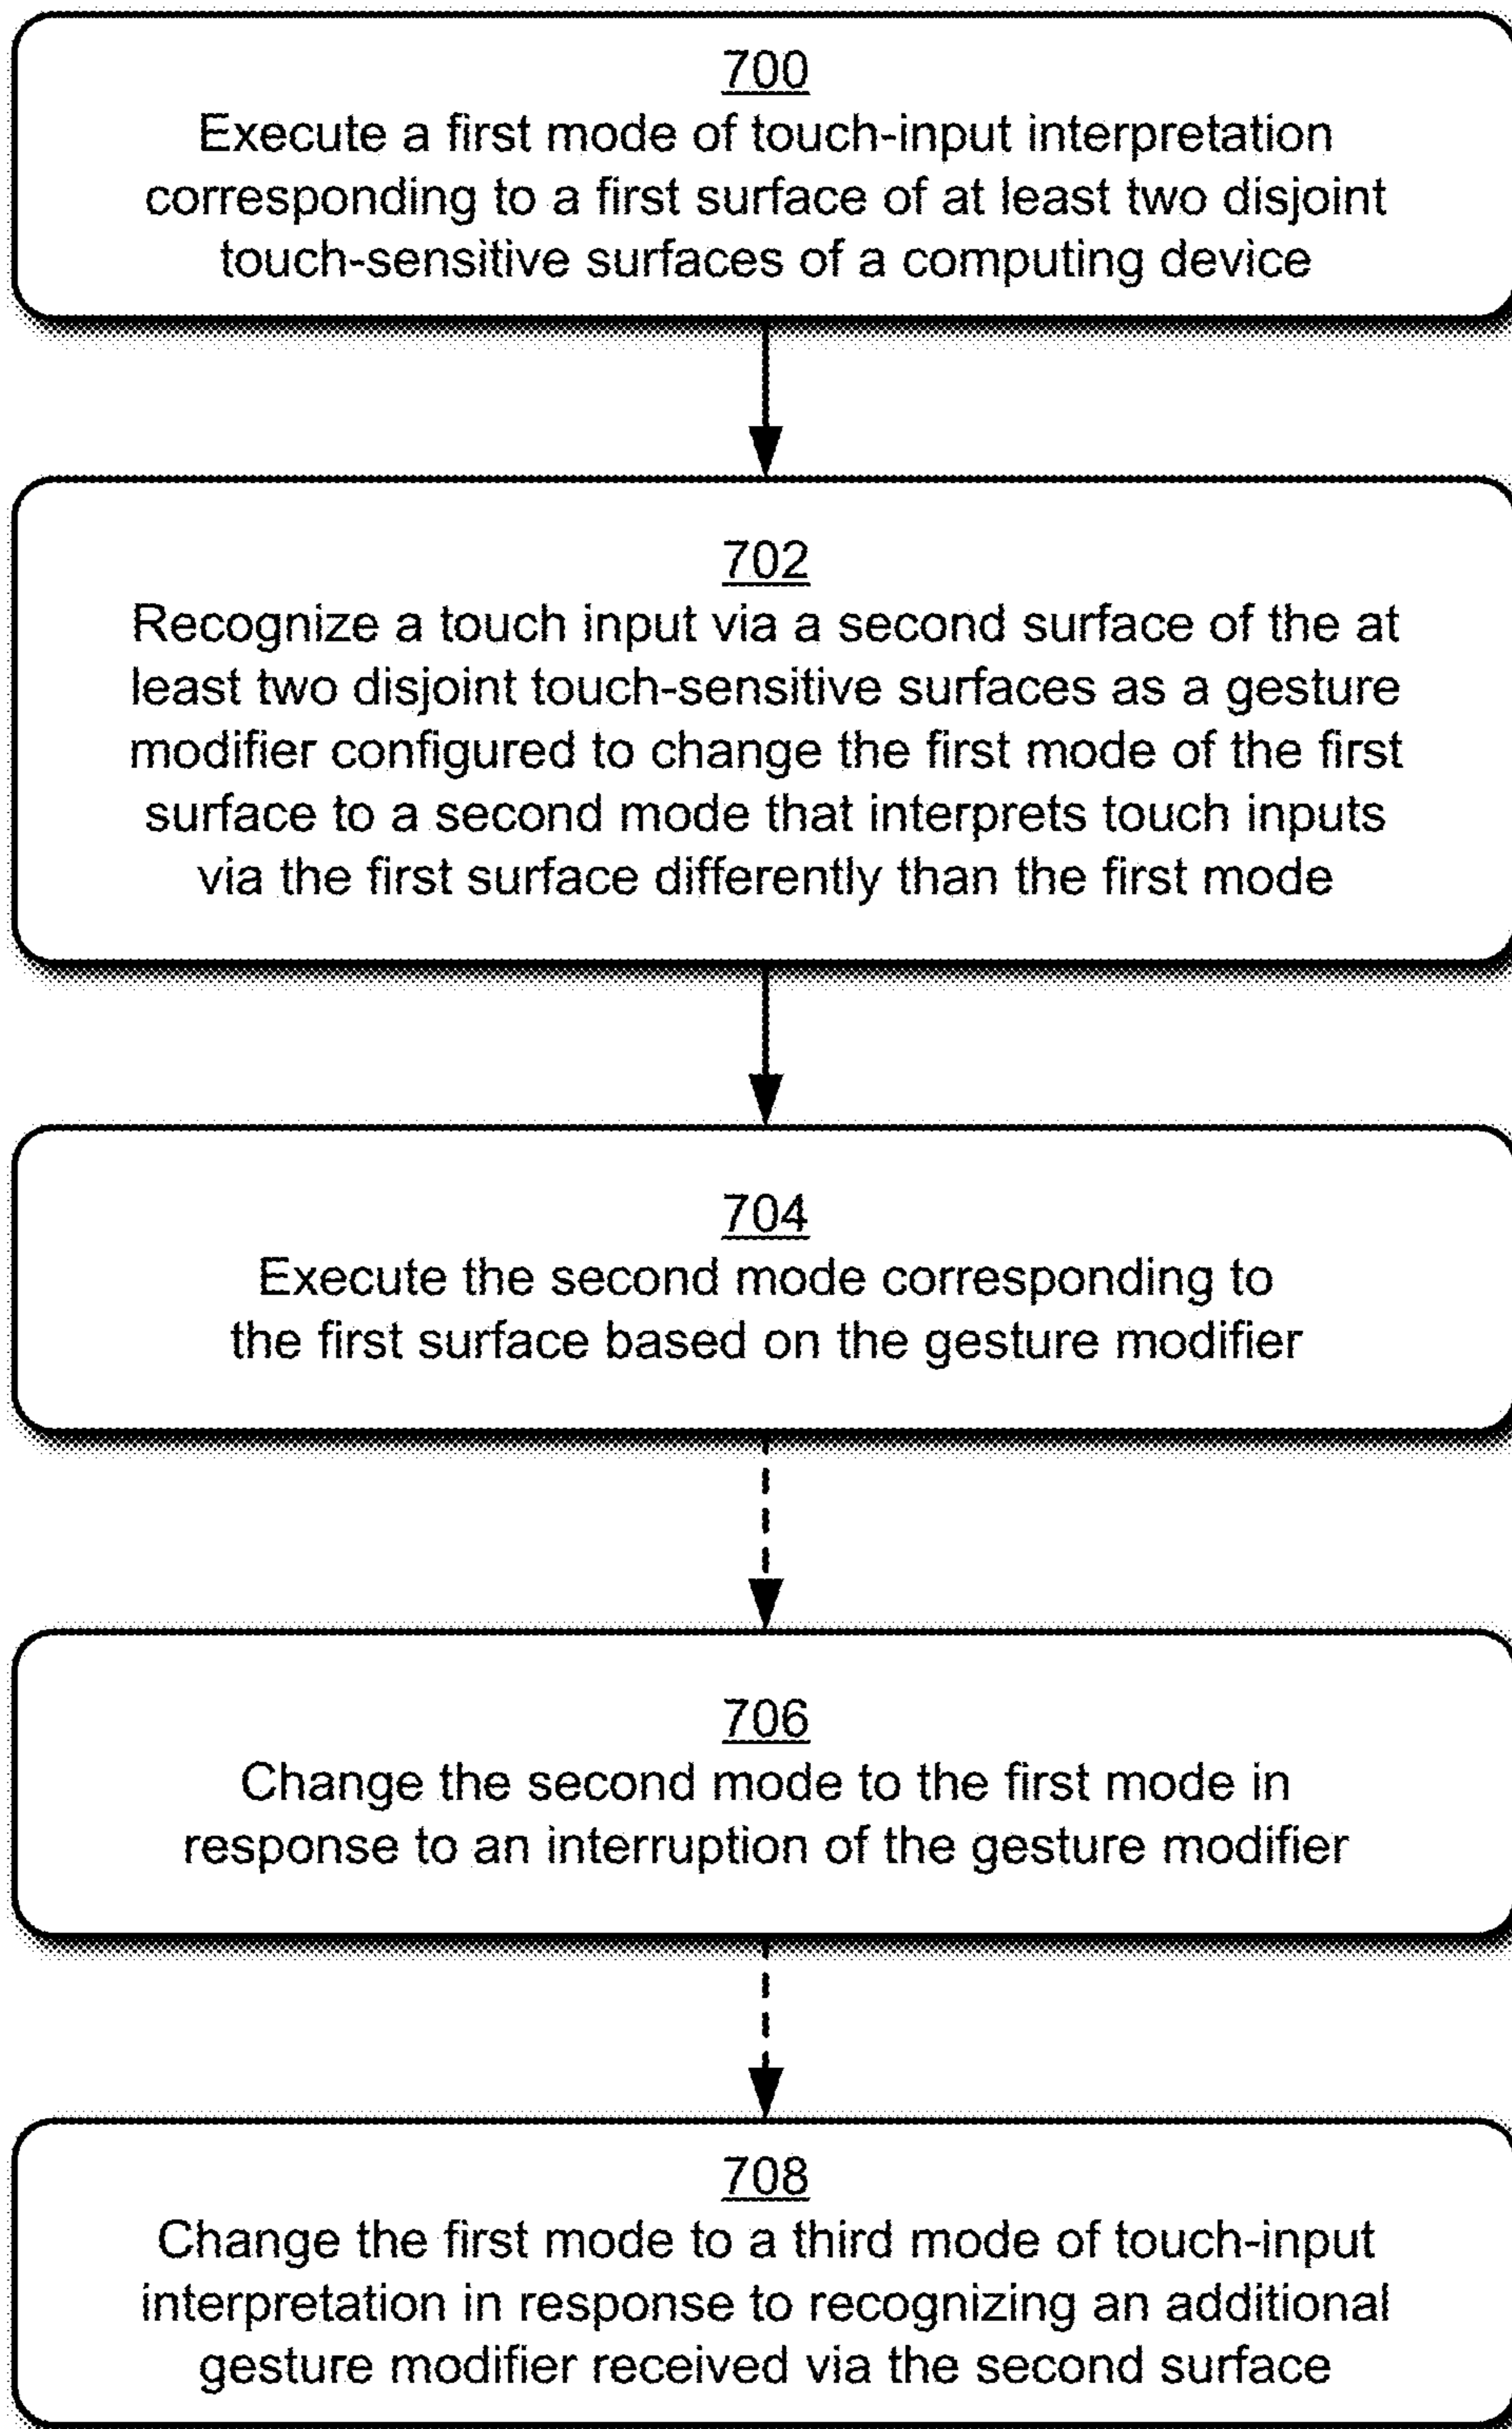 700
Execute a first mode of touch-input interpretation
corresponding to a first surface of at least two disjoint
touch-sensitive surfaces of a computing device
702
Recognize a touch input via a second surface of the at
least two disjoint touch-sensitive surfaces as a gesture
modifier configured to change the first mode of the first
surface to a second mode that interprets touch inputs
via the first surface differently than the first mode
704
Execute the second mode corresponding to
the first surface based on the gesture modifier
706
Change the second mode to the first mode in
response to an interruption of the gesture modifier
708
Change the first mode to a third mode of touch-input
interpretation in response to recognizing an additional
gesture modifier received via the second surface